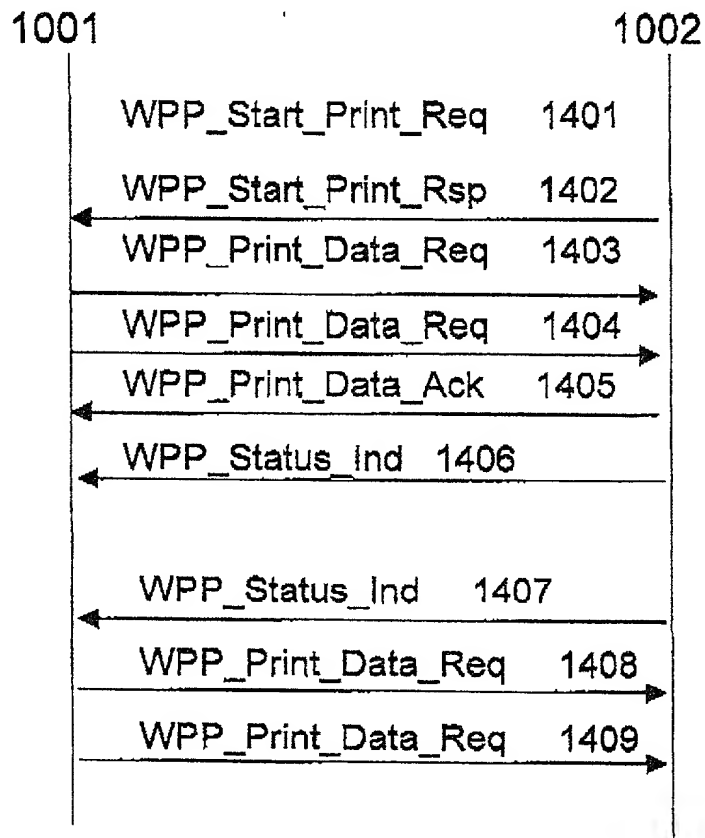 1001 1002
WPP_Start_Print_Req 1401
WPP_Start_Print_Rsp 1402
WPP_Print_Data_Req 1403
WPP_Print_Data_Req 1404
WPP_Print_Data_Ack 1405
WPP_Status_Ind 1406
WPP_Status_Ind 1407
WPP_Print_Data_Req 1408
WPP_Print_Data_Req 1409